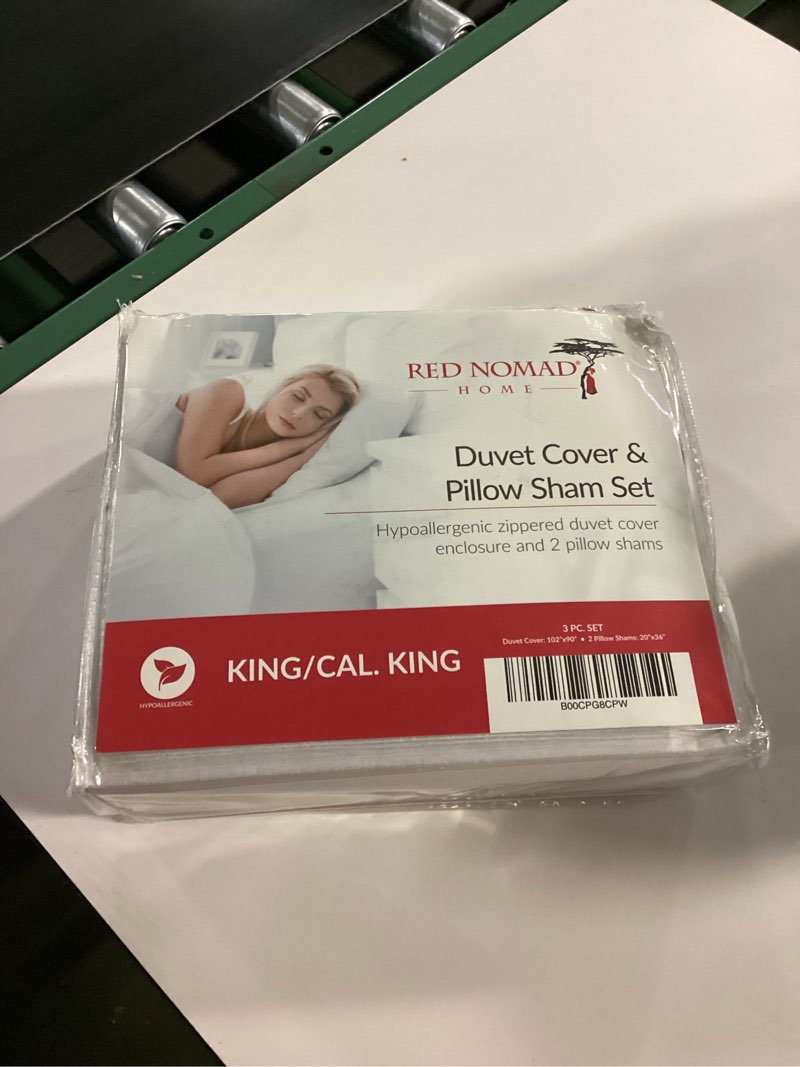 RED NOMAD®
HOME
Duvet Cover &
Pillow Sham Set
Hypoallergenic zippered duvet cover
enclosure and 2 pillow shams
3 PC. SET
Duvet Cover: 102"x90" • 2 Pillow Shams: 20"x36"
KING/CAL. KING
HYPOALLERGENIC
B00CPG8CPW